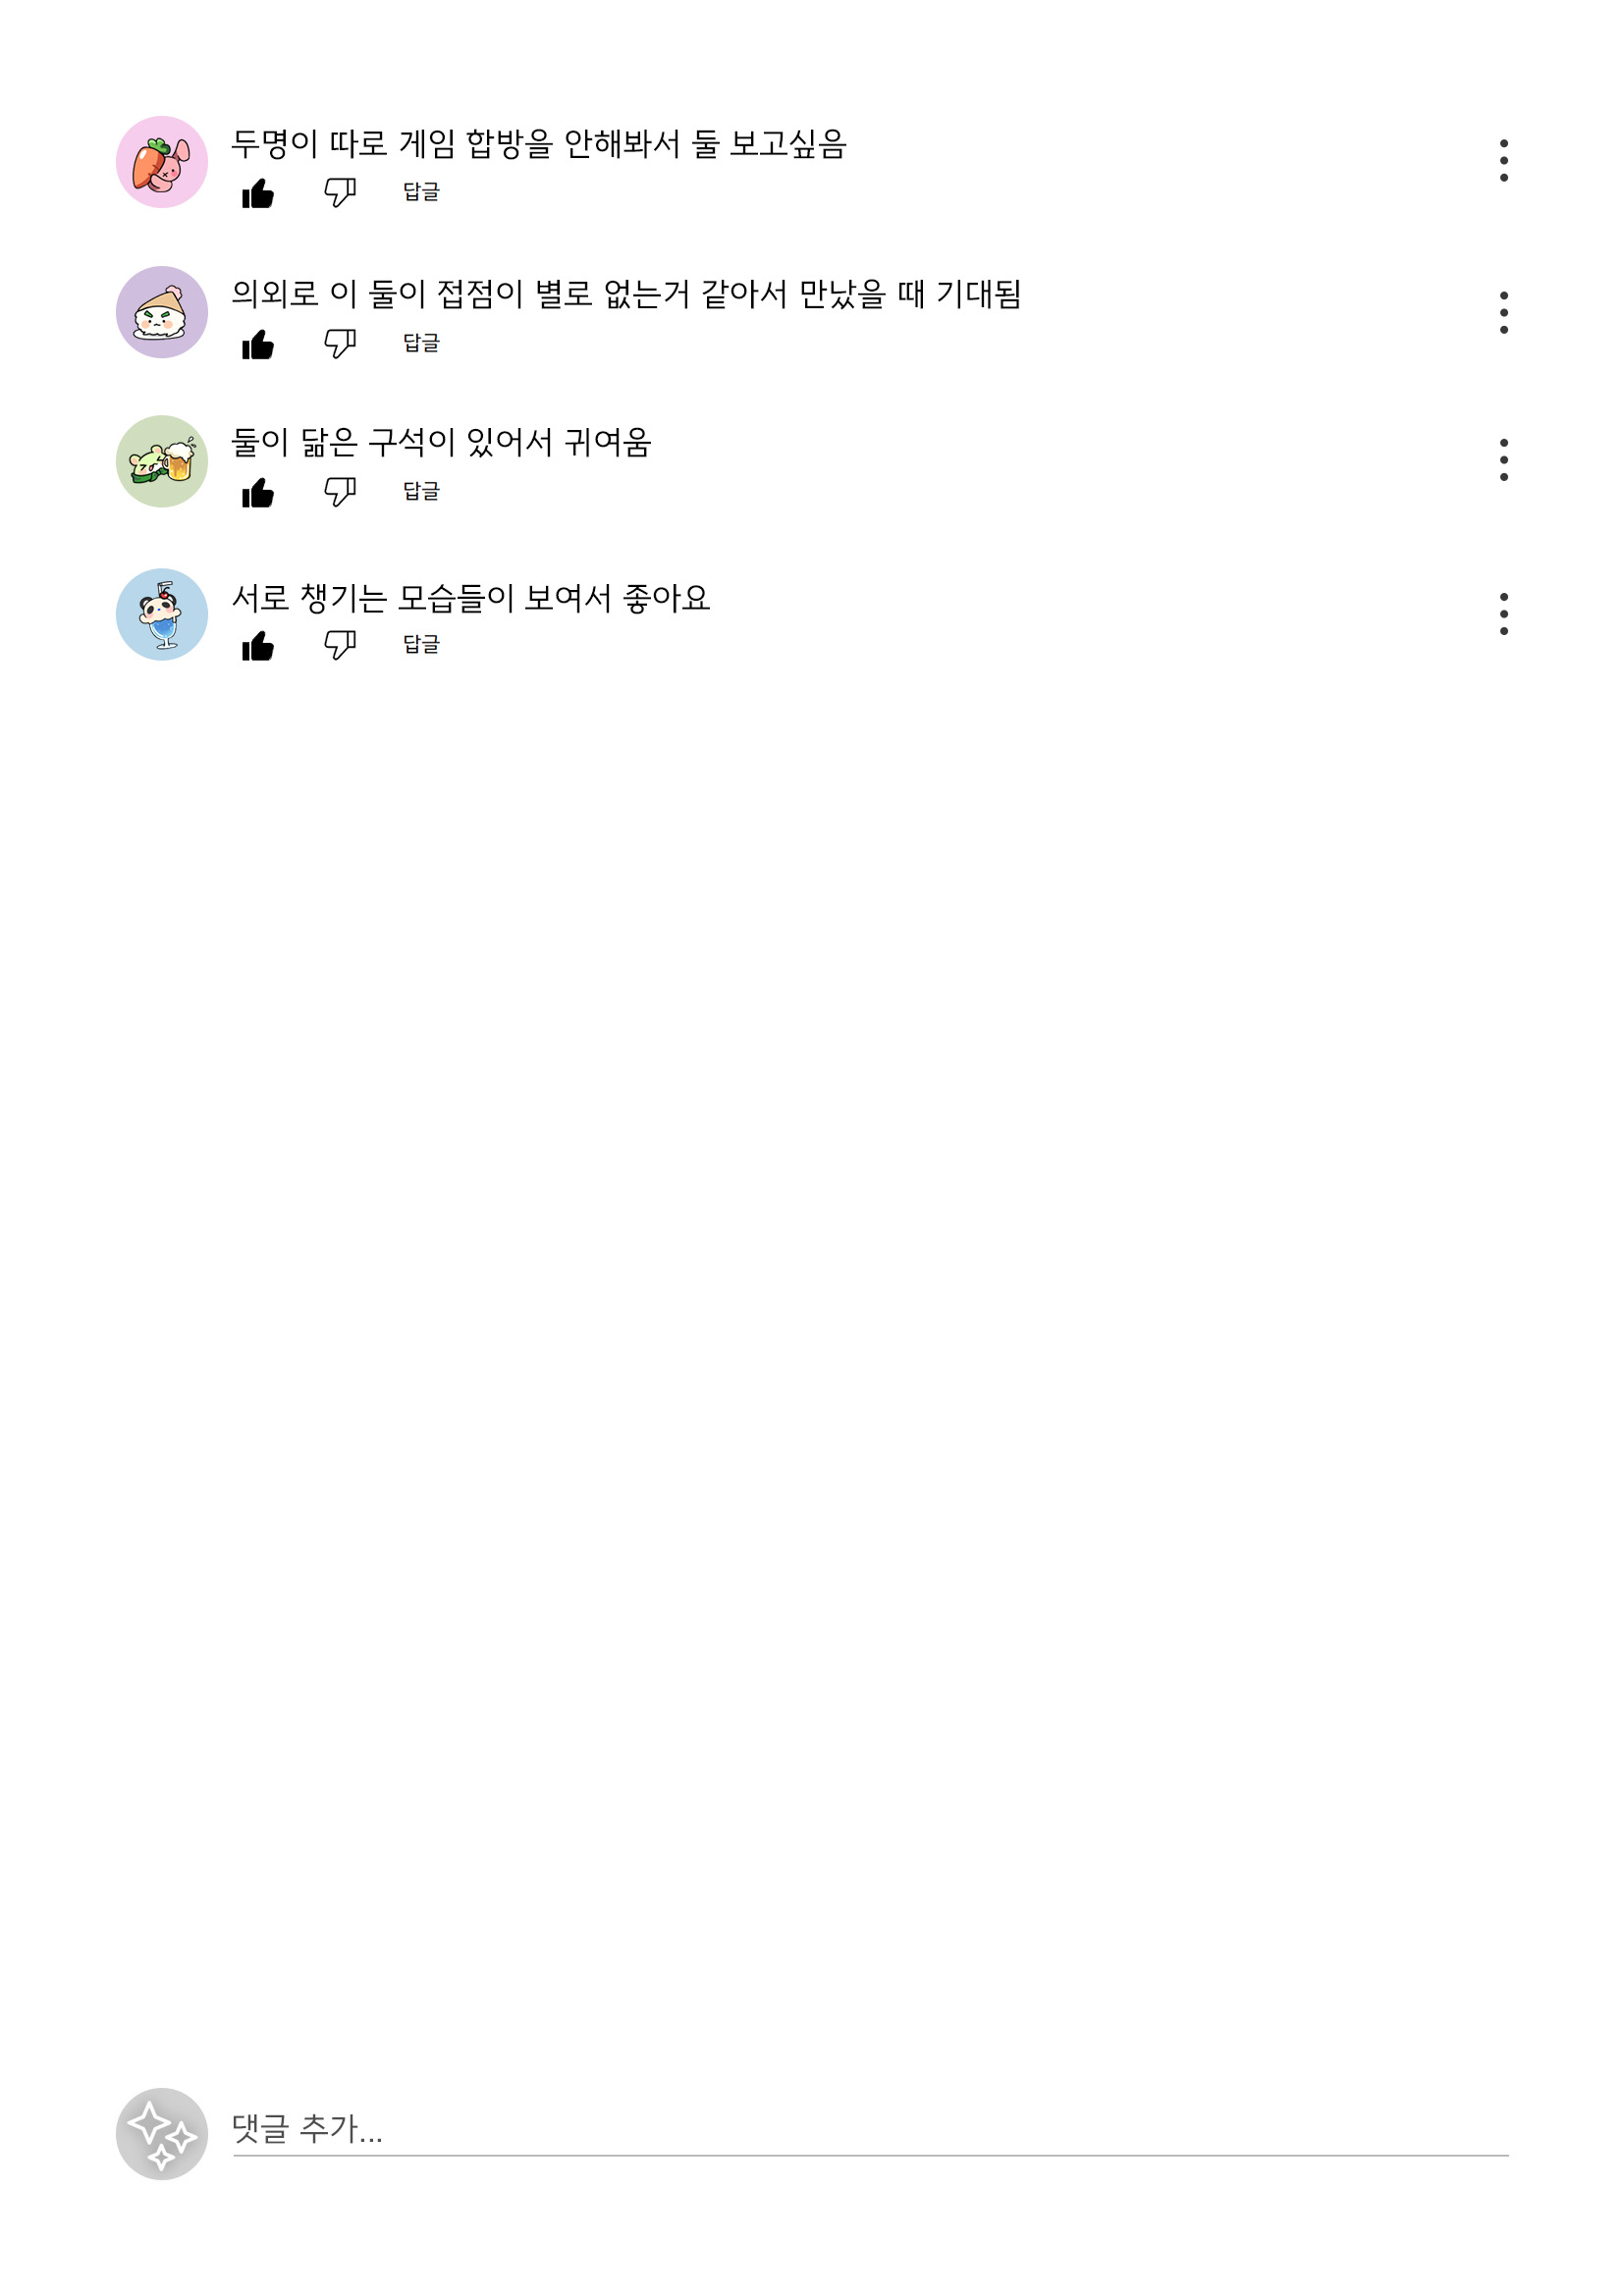 두명이 따로 게임 합방을 안해봐서 둘 보고싶음
답글
의외로 이 둘이 접점이 별로 없는거 같아서 만났을 때 기대됨
답글
둘이 닮은 구석이 있어서 귀여움
답글
서로 챙기는 모습들이 보여서 좋아요
답글
댓글 추가...